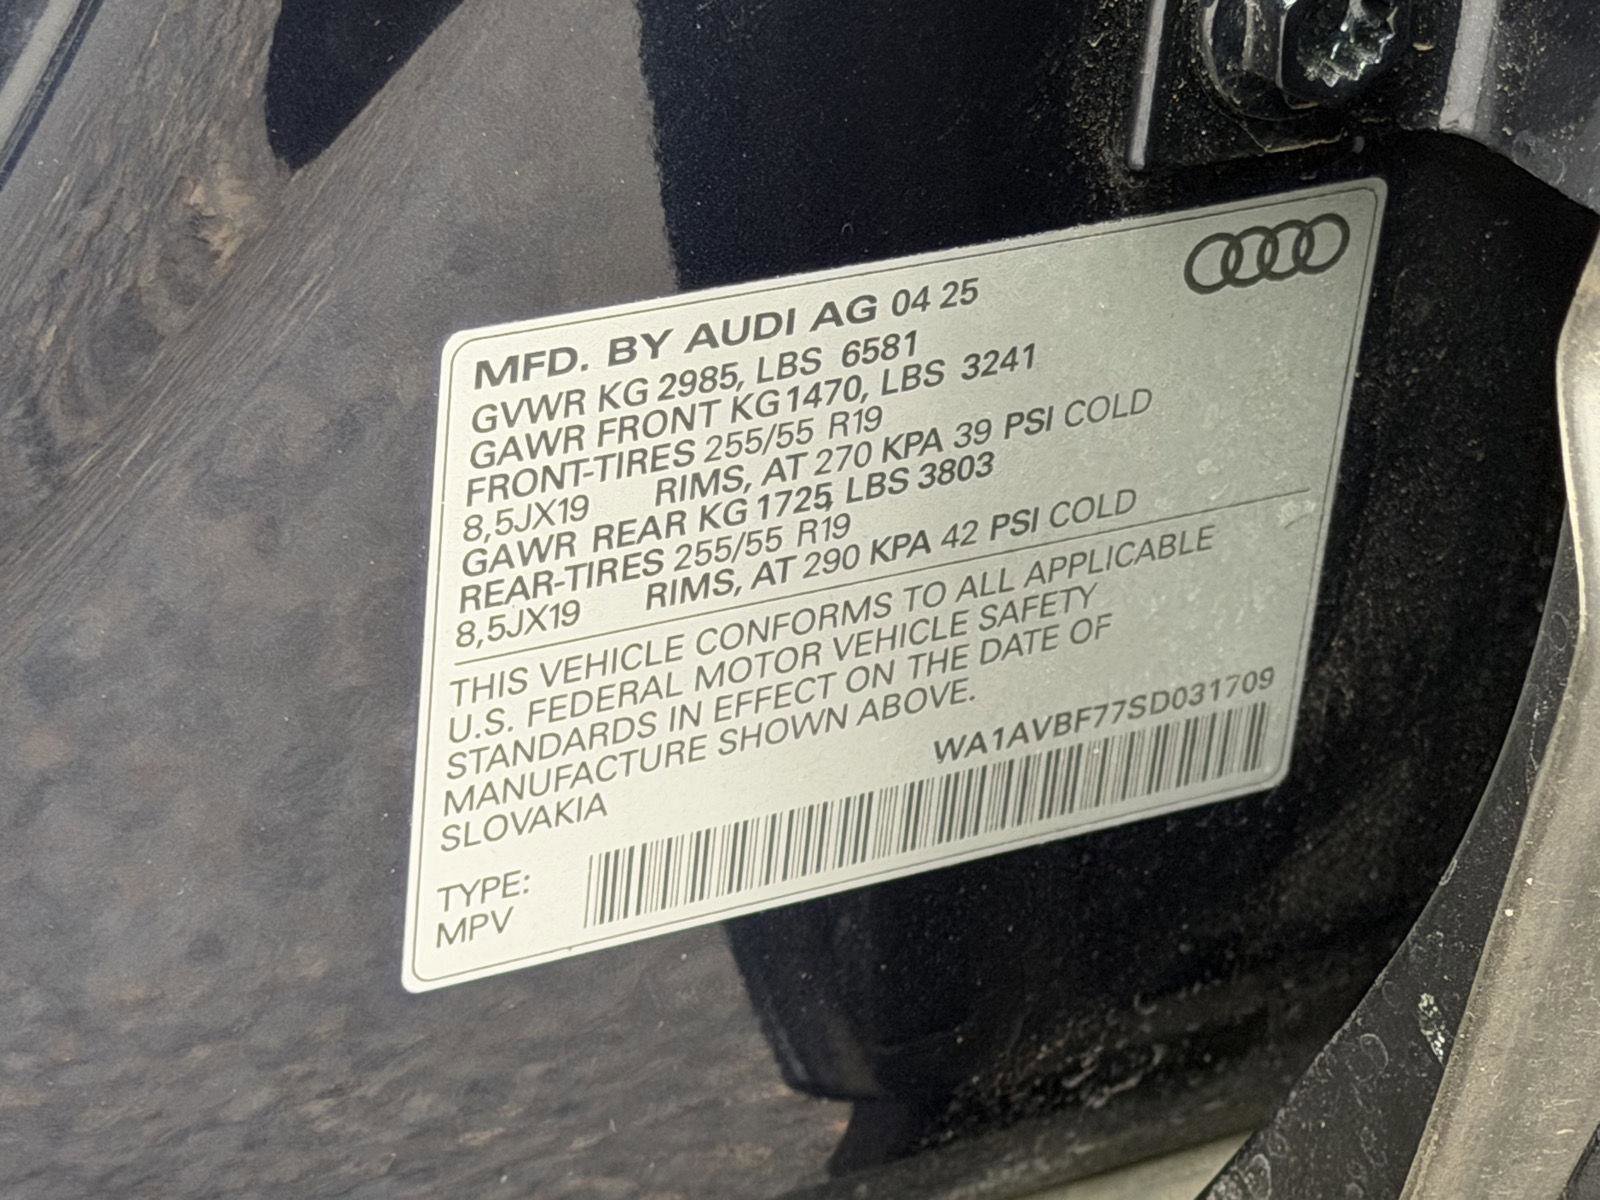 MFD. BY AUDI AG 04 25
GVWR KG 2985, LBS 6581
GAWR FRONT KG 1470, LBS 3241
FRONT-TIRES 255/55 R19
8,5JX19 RIMS, AT 270 KPA 39 PSI COLD
GAWR REAR KG 1725, LBS 3803
REAR-TIRES 255/55 R19
8,5JX19 RIMS, AT 290 KPA 42 PSI COLD
THIS VEHICLE CONFORMS TO ALL APPLICABLE
U.S. FEDERAL MOTOR VEHICLE SAFETY
STANDARDS IN EFFECT ON THE DATE OF
MANUFACTURE SHOWN ABOVE.
SLOVAKIA
WA1AVBF77SD031709
TYPE:
MPV